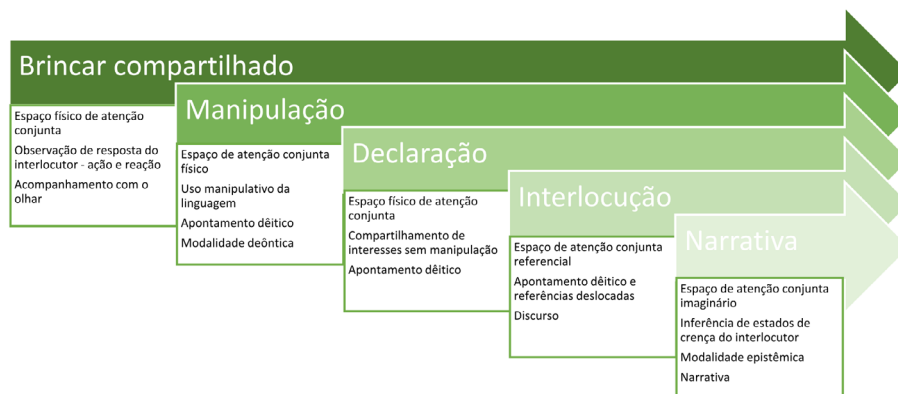 Brincar compartilhado
Espaço físico de atenção
conjunta
Observação de resposta do
interlocutor - ação e reação
Acompanhamento com o
olhar
Manipulação
Espaço de atenção conjunta
físico
Uso manipulativo da
linguagem
Apontamento dêitico
Modalidade deôntica
Declaração
Espaço físico de atenção
conjunta
Compartilhamento de
interesses sem manipulação
Apontamento dêitico
Interlocução
Espaço de atenção conjunta
referencial
Apontamento dêitico e
referências deslocadas
Discurso
Narrativa
Espaço de atenção conjunta
imaginário
Inferência de estados de
crença do interlocutor
Modalidade epistêmica
Narrativa